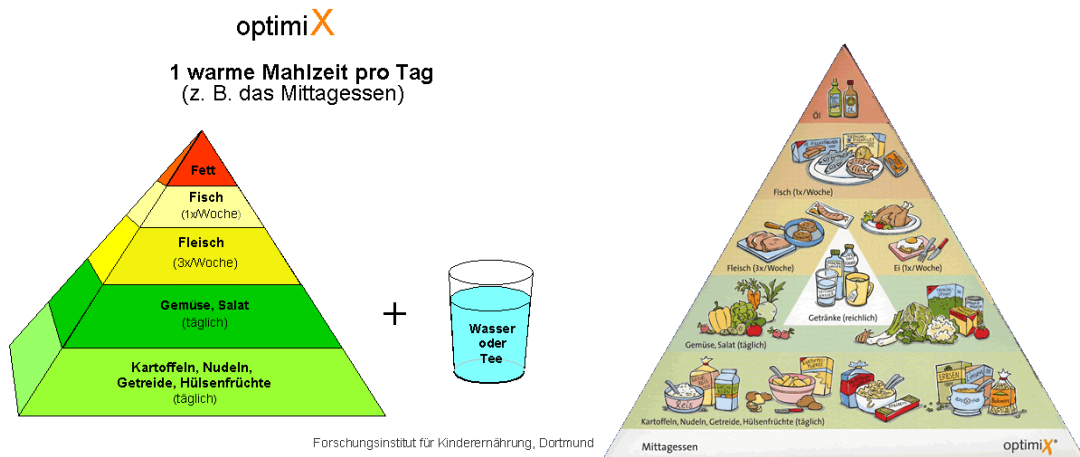 optimiX
1 warme Mahlzeit pro Tag
(z. B. das Mittagessen)
Fett
Fisch
(1x/Woche)
Fleisch
(3x/Woche)
Gemüse, Salat
(täglich)
Kartoffeln, Nudeln,
Getreide, Hülsenfrüchte
(täglich)
+
Wasser
oder
Tee
Forschungsinstitut für Kinderernährung, Dortmund
Öl
Fisch (1x/Woche)
Fleisch (3x/Woche)
Ei (1x/Woche)
Getränke (reichlich)
Gemüse, Salat (täglich)
Reis
ERBSEN
Kartoffeln, Nudeln, Getreide, Hülsenfrüchte (täglich)
Mittagessen
optimiX®